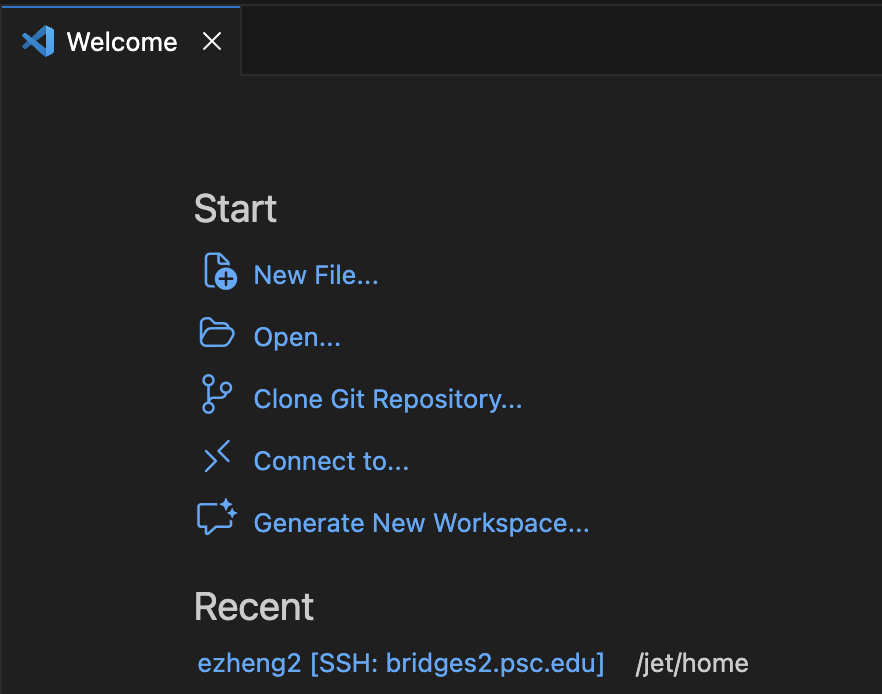 Welcome
Start
New File...
Open...
Clone Git Repository...
Connect to...
Generate New Workspace...
Recent
ezheng2 [SSH: bridges2.psc.edu] /jet/home